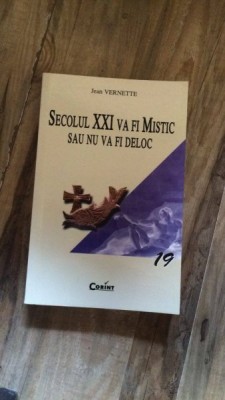 Jean VERNETTE
SECOLUL XXI VA FI MISTIC
SAU NU VA FI DELOC
19
CORINT